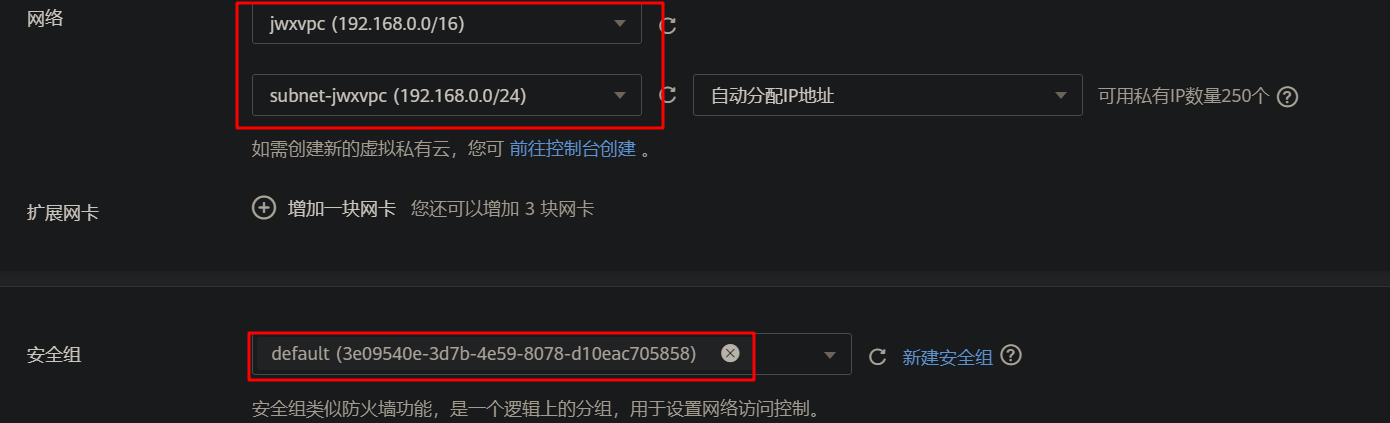 网络
jwxvpc (192.168.0.0/16)
subnet-jwxvpc (192.168.0.0/24)
自动分配IP地址
可用私有IP数量250个
如需创建新的虚拟私有云，您可 前往控制台创建 。
扩展网卡
增加一块网卡 您还可以增加 3 块网卡
安全组
default (3e09540e-3d7b-4e59-8078-d10eac705858)
新建安全组
安全组类似防火墙功能，是一个逻辑上的分组，用于设置网络访问控制。